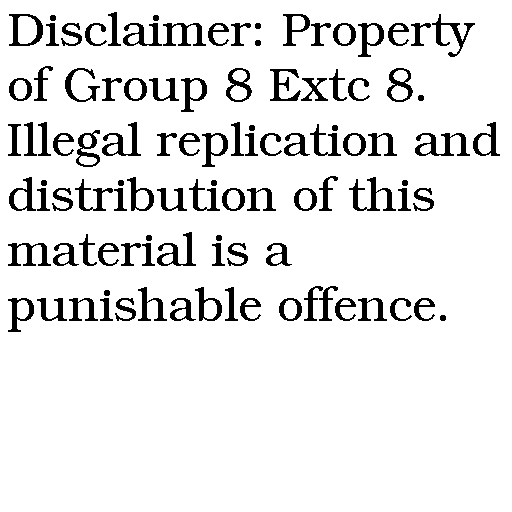 Disclaimer: Property
of Group 8 Extc 8.
Illegal replication and
distribution of this
material is a
punishable offence.